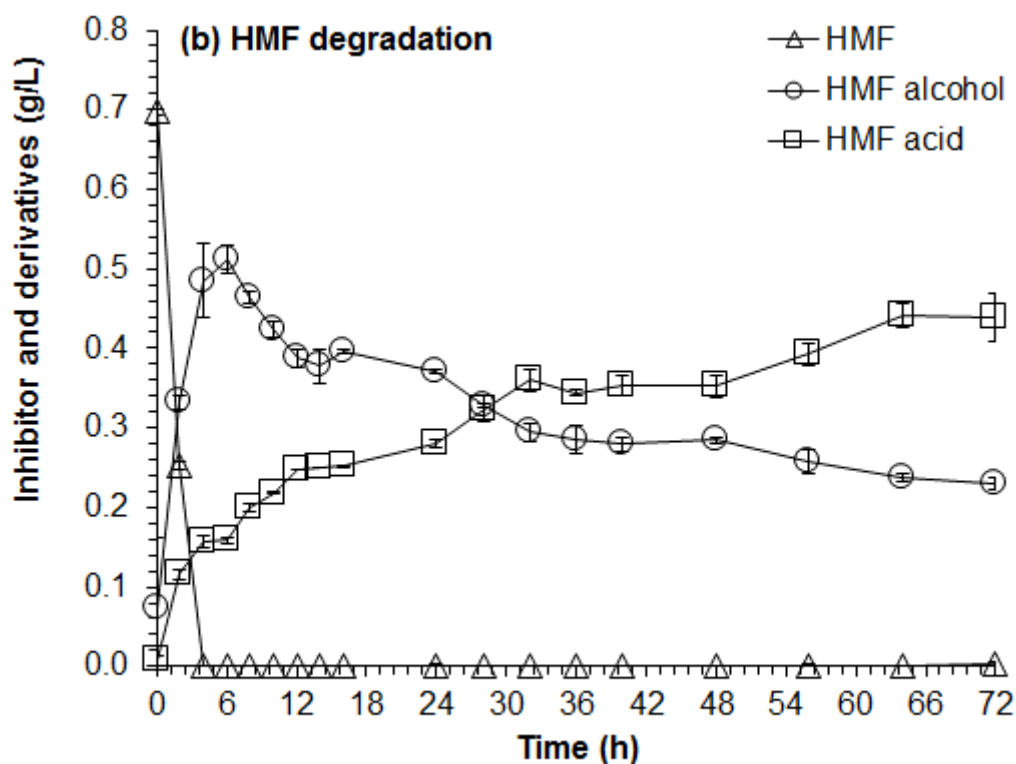 (b) HMF degradation
HMF
HMF alcohol
HMF acid
Inhibitor and derivatives (g/L)
0.8
0.7
0.6
0.5
0.4
0.3
0.2
0.1
0.0
0 6 12 18 24 30 36 42 48 54 60 66 72
Time (h)